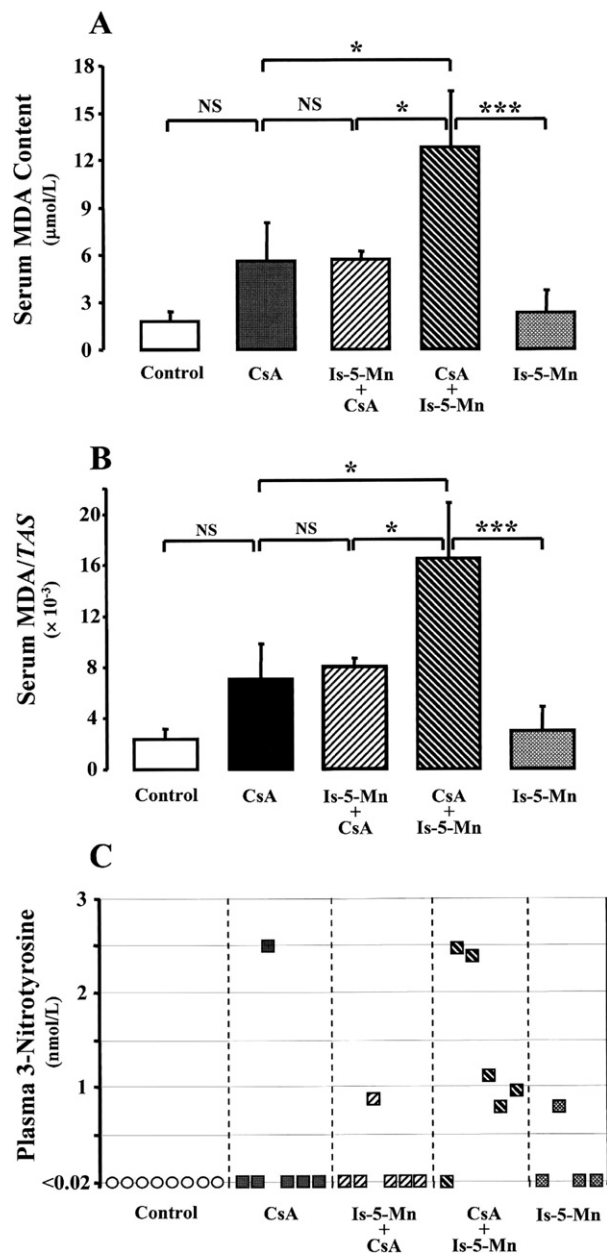 A
Serum MDA Content
(μmol/L)
18
15
12
9
6
3
0
*
NS
NS
*
***
Control
CsA
Is-5-Mn
+
CsA
CsA
+
Is-5-Mn
Is-5-Mn
B
Serum MDA/TAS
(× 10-3)
20
16
12
8
4
0
*
NS
NS
*
***
Control
CsA
Is-5-Mn
+
CsA
CsA
+
Is-5-Mn
Is-5-Mn
C
Plasma 3-Nitrotyrosine
(nmol/L)
3
2
1
<0.02
Control
CsA
Is-5-Mn
+
CsA
CsA
+
Is-5-Mn
Is-5-Mn